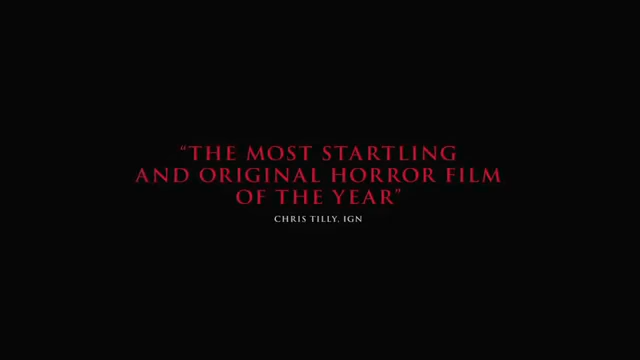 “THE MOST STARTLING
AND ORIGINAL HORROR FILM
OF THE YEAR”
CHRIS TILLY, IGN